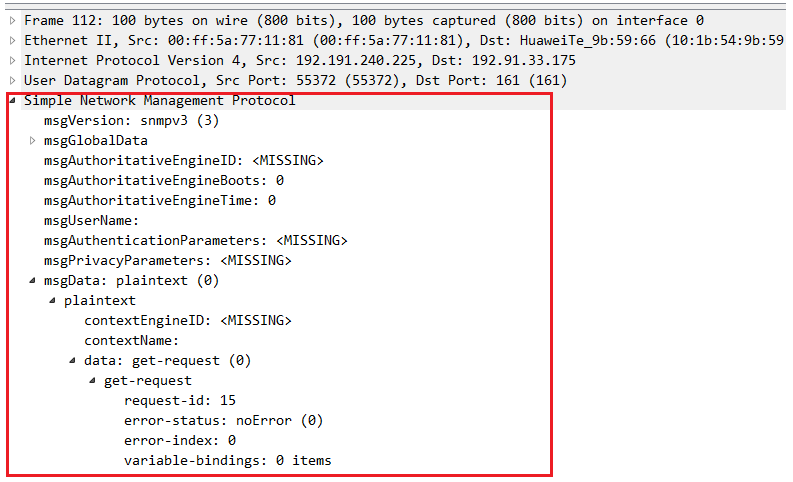 Frame 112: 100 bytes on wire (800 bits), 100 bytes captured (800 bits) on interface 0
Ethernet II, Src: 00:ff:5a:77:11:81 (00:ff:5a:77:11:81), Dst: HuaweiTe_9b:59:66 (10:1b:54:9b:59
Internet Protocol Version 4, Src: 192.191.240.225, Dst: 192.91.33.175
User Datagram Protocol, Src Port: 55372 (55372), Dst Port: 161 (161)
Simple Network Management Protocol
msgVersion: snmpv3 (3)
msgGlobalData
msgAuthoritativeEngineID: <MISSING>
msgAuthoritativeEngineBoots: 0
msgAuthoritativeEngineTime: 0
msgUserName:
msgAuthenticationParameters: <MISSING>
msgPrivacyParameters: <MISSING>
msgData: plaintext (0)
plaintext
contextEngineID: <MISSING>
contextName:
data: get-request (0)
get-request
request-id: 15
error-status: noError (0)
error-index: 0
variable-bindings: 0 items